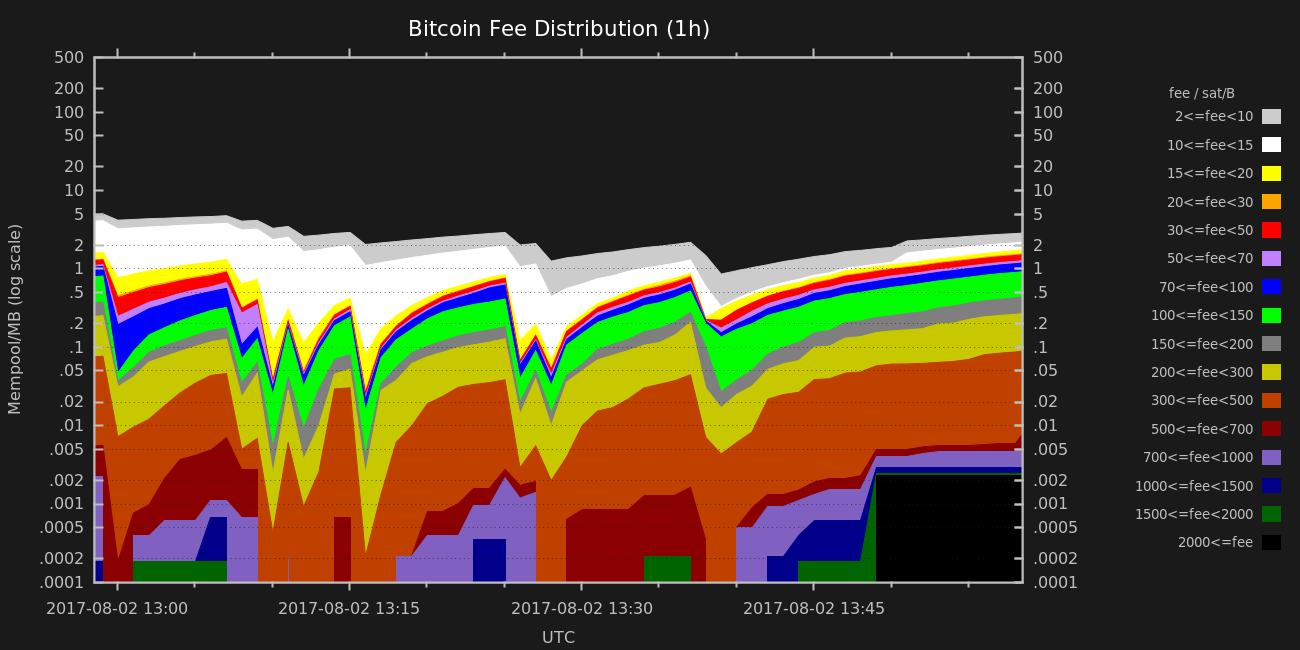 Bitcoin Fee Distribution (1h)
500
200
100
50
20
10
5
2
1
.5
.2
.1
.05
.02
.01
.005
.002
.001
.0005
.0002
.0001
Mempool/MB (log scale)
500
200
100
50
20
10
5
2
1
.5
.2
.1
.05
.02
.01
.005
.002
.001
.0005
.0002
.0001
2017-08-02 13:00
2017-08-02 13:15
2017-08-02 13:30
2017-08-02 13:45
UTC
fee / sat/B
2<=fee<10
10<=fee<15
15<=fee<20
20<=fee<30
30<=fee<50
50<=fee<70
70<=fee<100
100<=fee<150
150<=fee<200
200<=fee<300
300<=fee<500
500<=fee<700
700<=fee<1000
1000<=fee<1500
1500<=fee<2000
2000<=fee